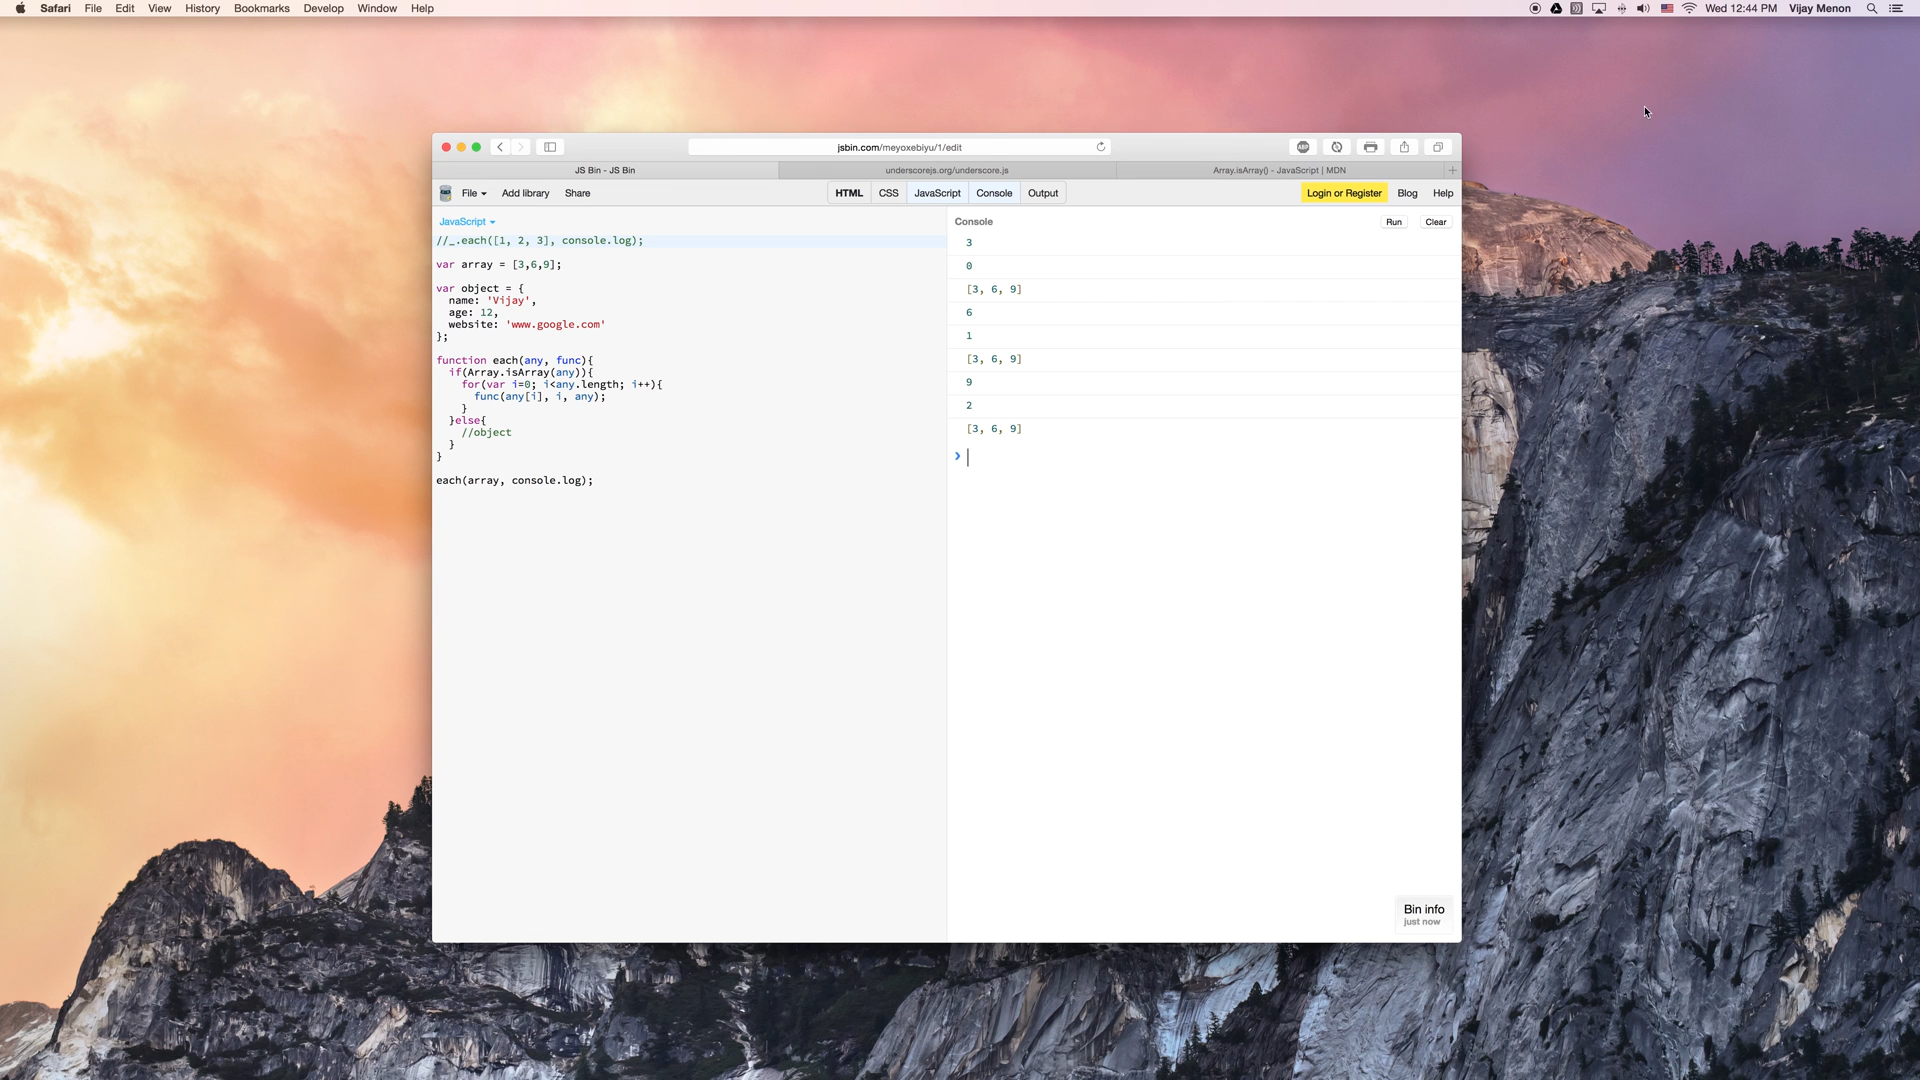 Safari File Edit View History Bookmarks Develop Window Help
Wed 12:44 PM Vijay Menon
jsbin.com/meyoxebiyu/1/edit
ABP
JS Bin - JS Bin
underscorejs.org/underscore.js
Array.isArray() - JavaScript | MDN
File Add library Share
HTML CSS JavaScript Console Output
Login or Register Blog Help
JavaScript
//_.each([1, 2, 3], console.log);
var array = [3,6,9];
var object = {
name: 'Vijay',
age: 12,
website: 'www.google.com'
};
function each(any, func){
if(Array.isArray(any)){
for(var i=0; i<any.length; i++){
func(any[i], i, any);
}
}else{
//object
}
}
each(array, console.log);
Console
Run Clear
3
0
[3, 6, 9]
6
1
[3, 6, 9]
9
2
[3, 6, 9]
Bin info
just now